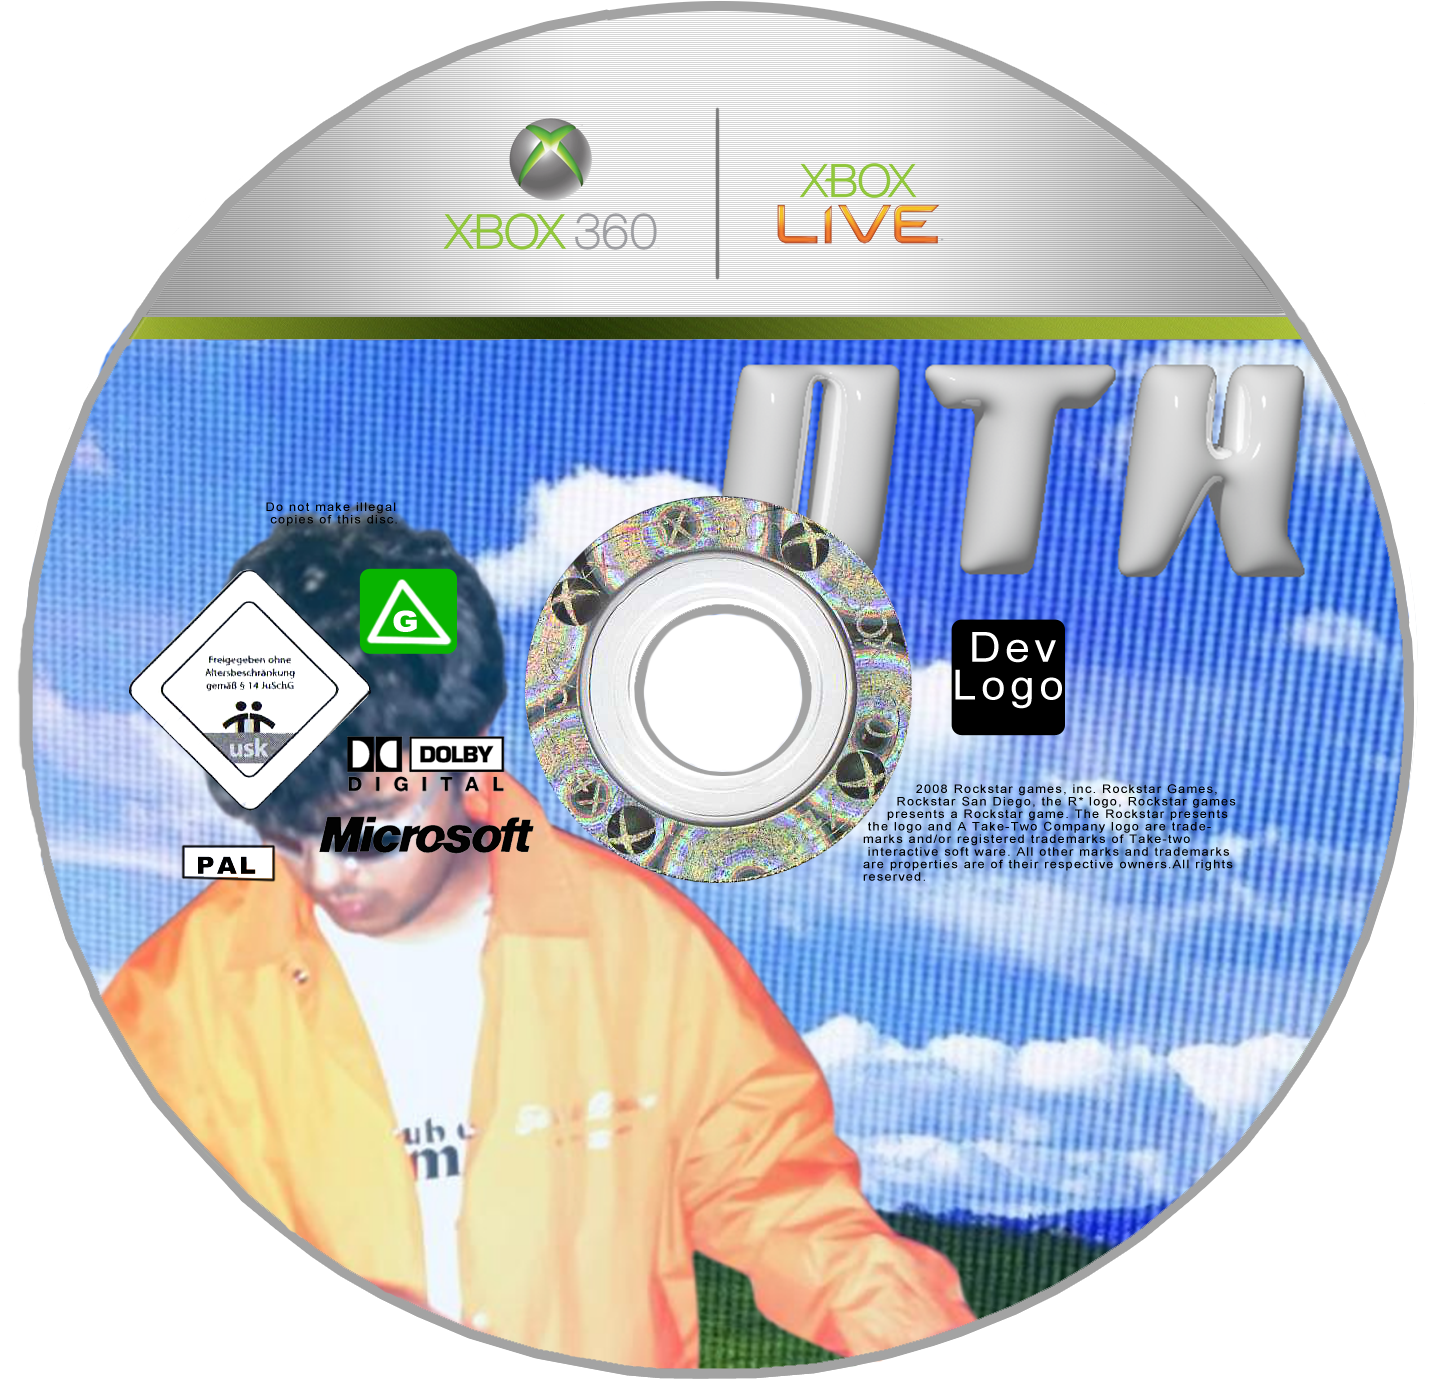 XBOX 360
XBOX
LIVE
Do not make illegal
copies of this disc.
G
Freigegeben ohne
Altersbeschränkung
gemäß § 14 JuSchG
usk
DOLBY
DIGITAL
Microsoft
PAL
Dev
Logo
2008 Rockstar games, inc. Rockstar Games,
Rockstar San Diego, the R* logo, Rockstar games
presents a Rockstar game. The Rockstar presents
the logo and A Take-Two Company logo are trade-
marks and/or registered trademarks of Take-two
interactive soft ware. All other marks and trademarks
are properties are of their respective owners.All rights
reserved.
ub
m